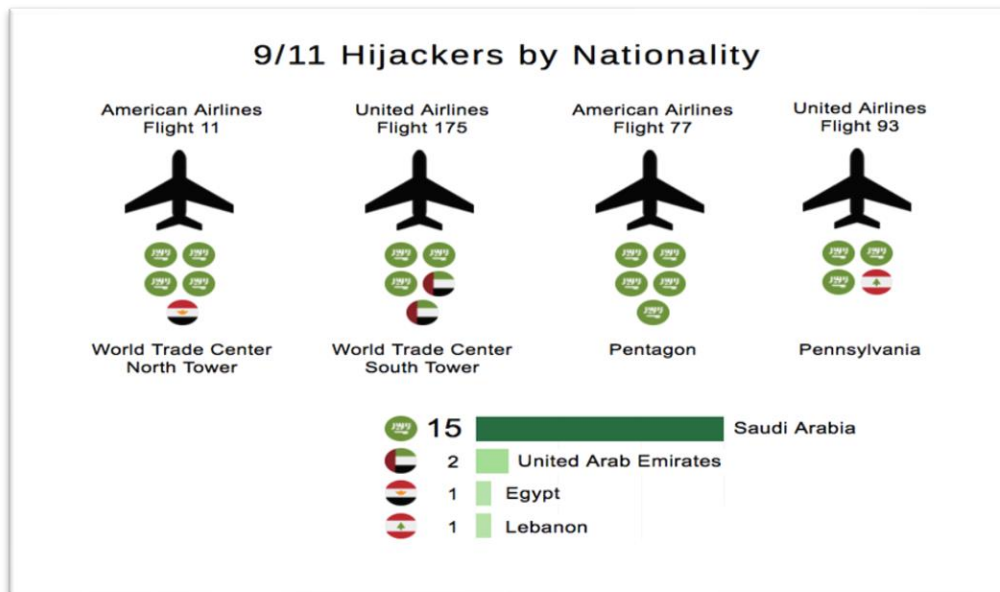 9/11 Hijackers by Nationality
American Airlines
Flight 11
United Airlines
Flight 175
American Airlines
Flight 77
United Airlines
Flight 93
World Trade Center
North Tower
World Trade Center
South Tower
Pentagon
Pennsylvania
15 Saudi Arabia
2 United Arab Emirates
1 Egypt
1 Lebanon